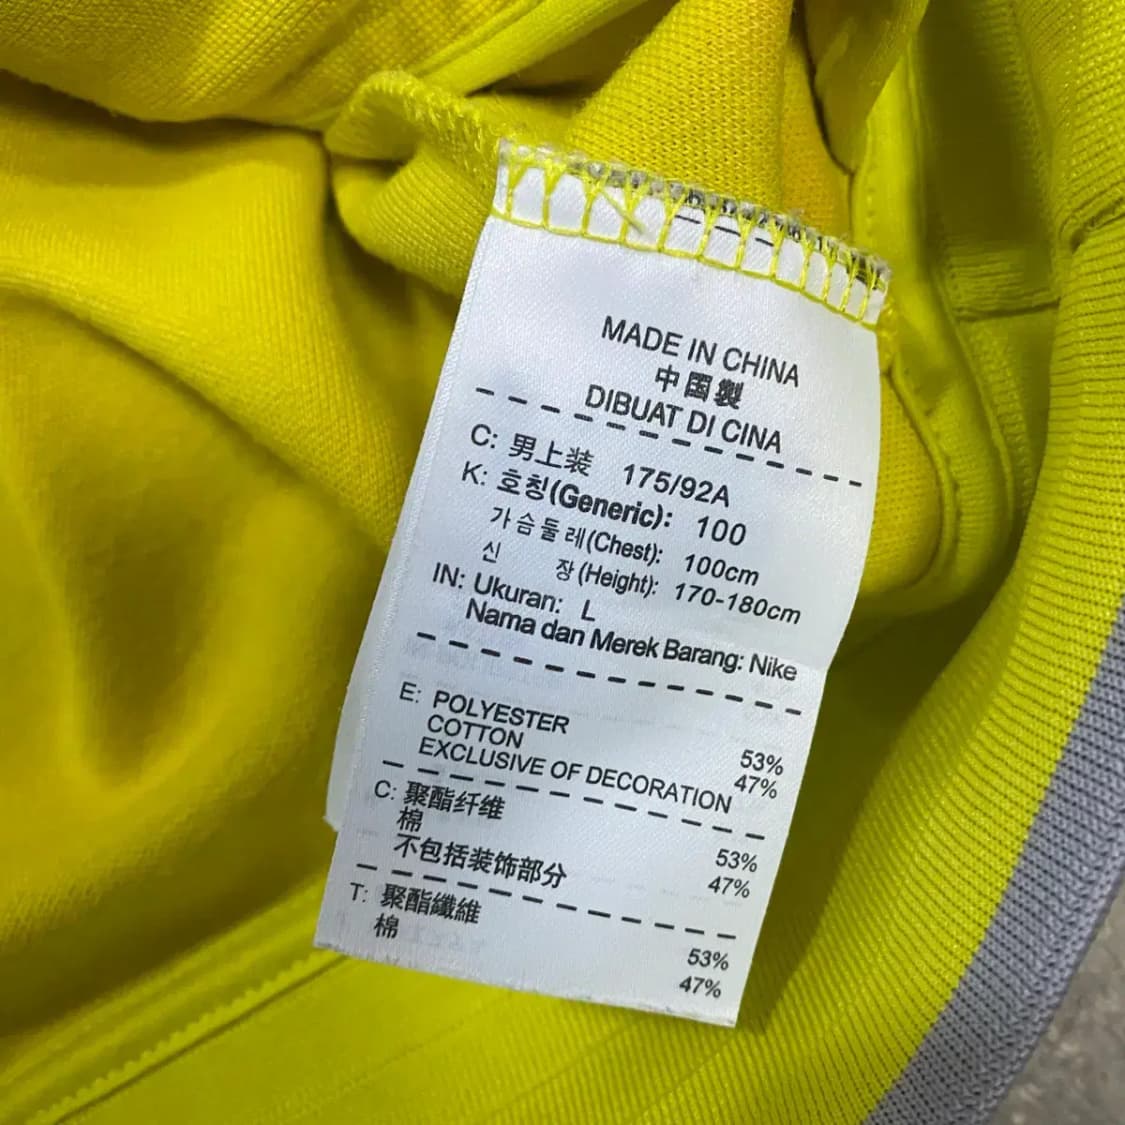 MADE IN CHINA
中国製
DIBUAT DI CINA
C: 男上装 175/92A
K: 호칭(Generic): 100
가슴둘레(Chest): 100cm
신 장(Height): 170-180cm
IN: Ukuran: L
Nama dan Merek Barang: Nike
E: POLYESTER 53%
COTTON 47%
EXCLUSIVE OF DECORATION
C: 聚酯纤维 53%
棉 47%
不包括装饰部分
T: 聚酯纖維 53%
棉 47%